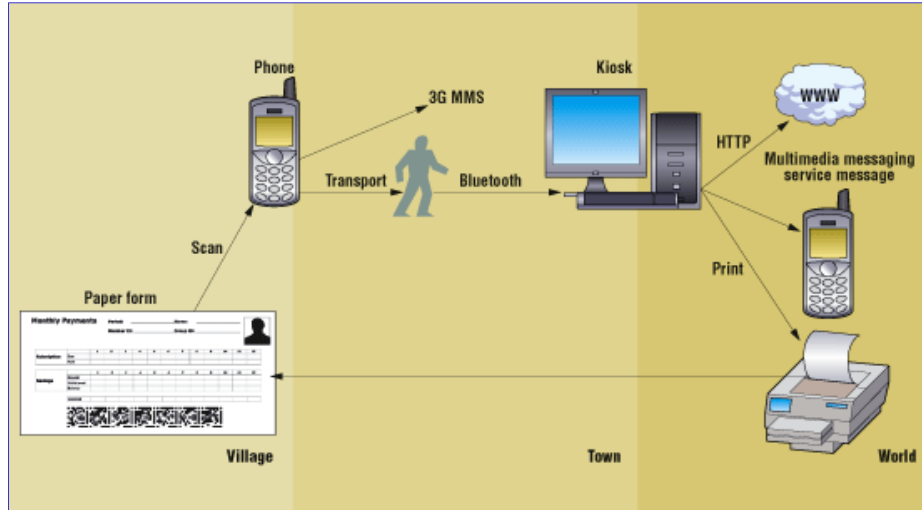 Phone
Kiosk
3G MMS
WWW
HTTP
Multimedia messaging
service message
Transport
Bluetooth
Scan
Print
Paper form
Monthly Payments
Village
Town
World